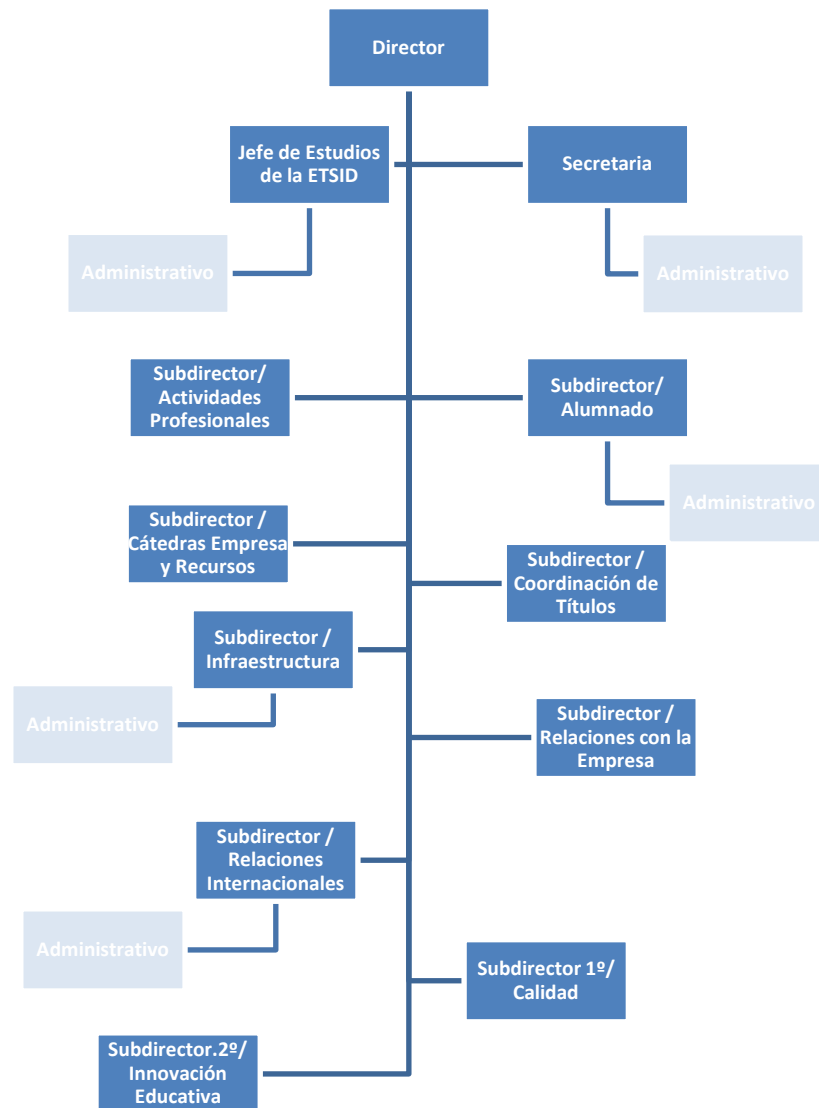 Director
Jefe de Estudios
de la ETSID
Secretaria
Administrativo
Administrativo
Subdirector/
Actividades
Profesionales
Subdirector/
Alumnado
Administrativo
Subdirector /
Cátedras Empresa
y Recursos
Subdirector /
Coordinación de
Títulos
Subdirector /
Infraestructura
Administrativo
Subdirector /
Relaciones con la
Empresa
Subdirector /
Relaciones
Internacionales
Administrativo
Subdirector 1º/
Calidad
Subdirector.2º/
Innovación
Educativa